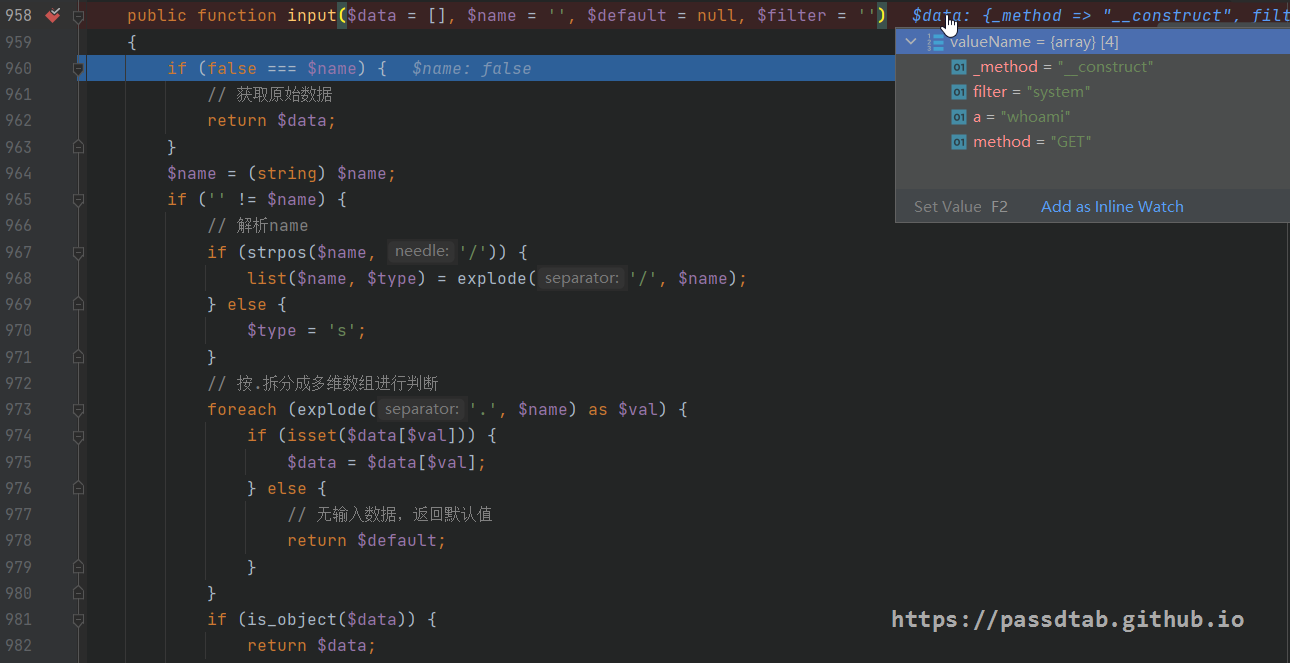 958 public function input($data = [], $name = '', $default = null, $filter = '') $data: {_method => "__construct", filt
959 {
valueName = {array} [4]
960 if (false === $name) { $name: false
_method = "__construct"
961 // 获取原始数据
filter = "system"
962 return $data;
a = "whoami"
963 }
method = "GET"
964 $name = (string) $name;
965 if ('' != $name) {
Set Value F2 Add as Inline Watch
966 // 解析name
967 if (strpos($name, needle: '/')) {
968 list($name, $type) = explode( separator: '/', $name);
969 } else {
970 $type = 's';
971 }
972 // 按.拆分成多维数组进行判断
973 foreach (explode( separator: '.', $name) as $val) {
974 if (isset($data[$val])) {
975 $data = $data[$val];
976 } else {
977 // 无输入数据，返回默认值
978 return $default;
979 }
980 }
981 if (is_object($data)) {
982 return $data;
https://passdtab.github.io